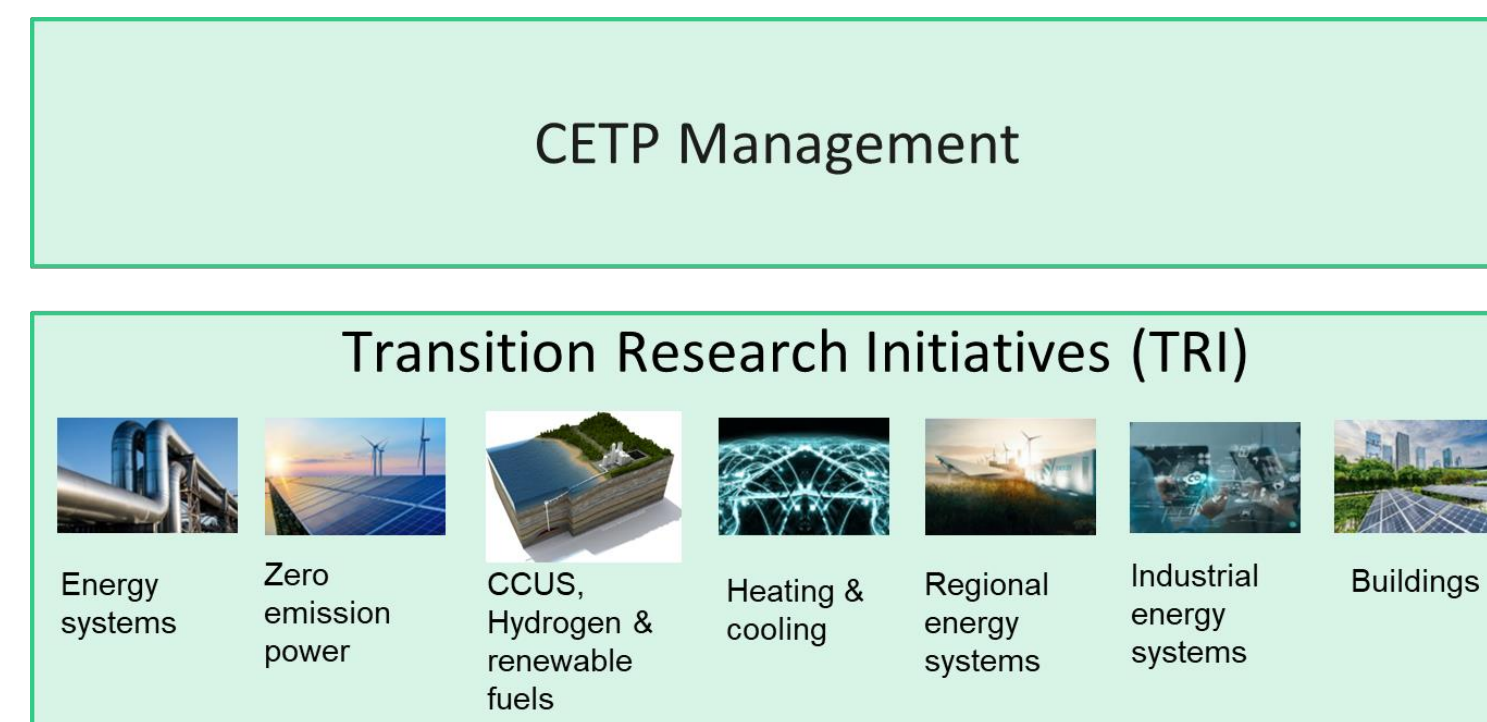 CETP Management
Transition Research Initiatives (TRI)
Energy
systems
Zero
emission
power
CCUS,
Hydrogen &
renewable
fuels
Heating &
cooling
Regional
energy
systems
Industrial
energy
systems
Buildings